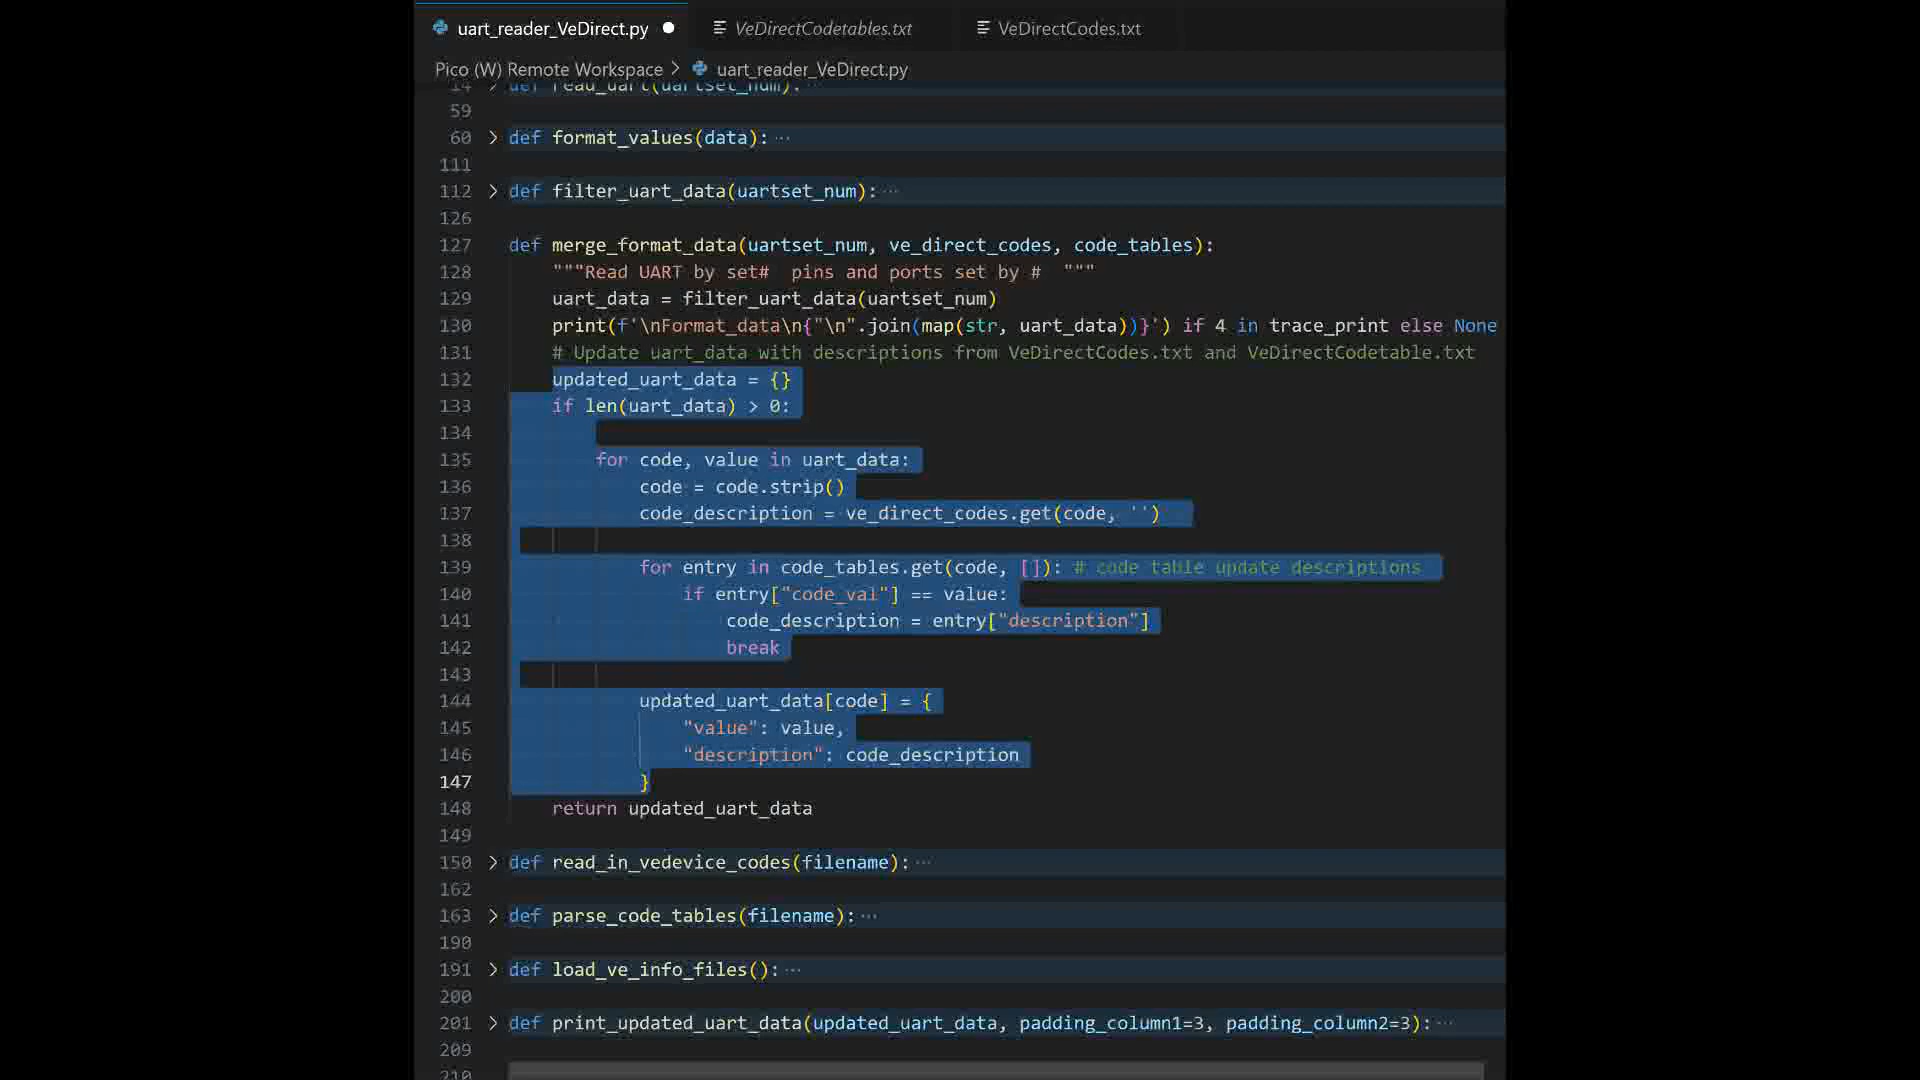 uart_reader_VeDirect.py ● VeDirectCodetables.txt VeDirectCodes.txt
Pico (W) Remote Workspace > uart_reader_VeDirect.py
14 > def read_uart(uartset_num): ···
59
60 > def format_values(data): ···
111
112 > def filter_uart_data(uartset_num): ···
126
127 def merge_format_data(uartset_num, ve_direct_codes, code_tables):
128     """Read UART by set#  pins and ports set by #  """
129     uart_data = filter_uart_data(uartset_num)
130     print(f'\nFormat_data\n{"\n".join(map(str, uart_data))}') if 4 in trace_print else None
131     # Update uart_data with descriptions from VeDirectCodes.txt and VeDirectCodetable.txt
132     updated_uart_data = {}
133     if len(uart_data) > 0:
134
135         for code, value in uart_data:
136             code = code.strip()
137             code_description = ve_direct_codes.get(code, '')
138
139             for entry in code_tables.get(code, []): # code table update descriptions
140                 if entry["code_val"] == value:
141                     code_description = entry["description"]
142                     break
143
144             updated_uart_data[code] = {
145                 "value": value,
146                 "description": code_description
147             }
148     return updated_uart_data
149
150 > def read_in_vedevice_codes(filename): ···
162
163 > def parse_code_tables(filename): ···
190
191 > def load_ve_info_files(): ···
200
201 > def print_updated_uart_data(updated_uart_data, padding_column1=3, padding_column2=3): ···
209
210